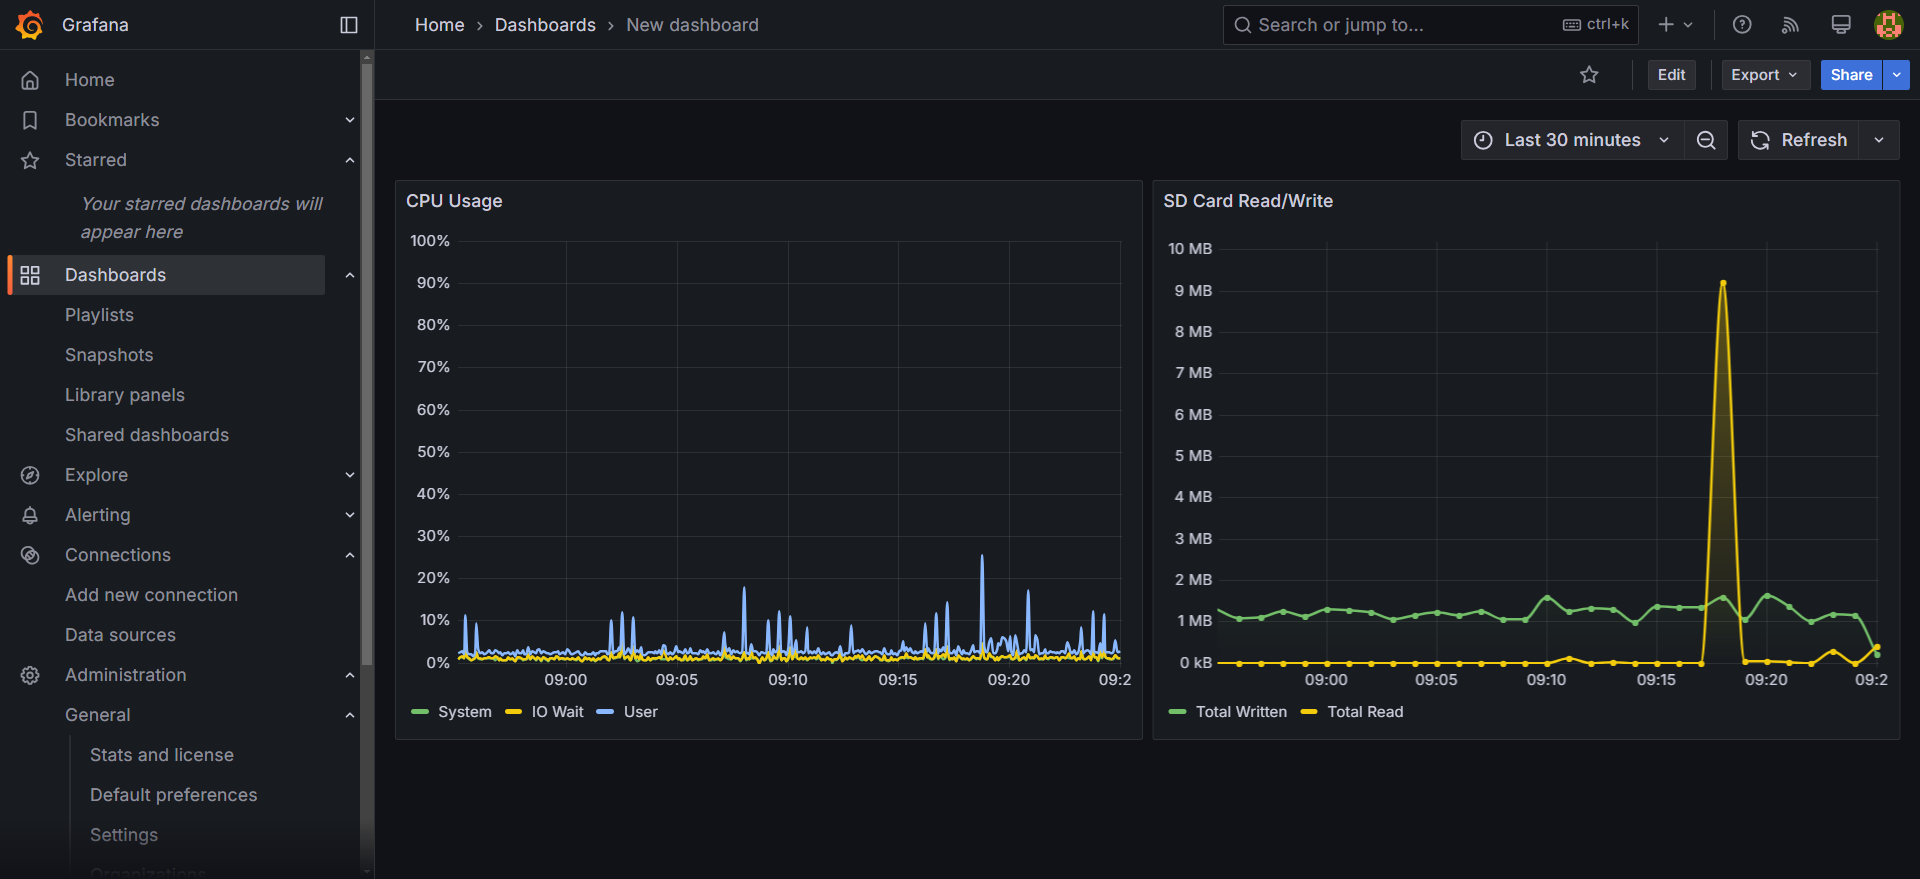 Grafana
Home › Dashboards › New dashboard
Search or jump to...
ctrl+k
Home
Bookmarks
Starred
Your starred dashboards will
appear here
Dashboards
Playlists
Snapshots
Library panels
Shared dashboards
Explore
Alerting
Connections
Add new connection
Data sources
Administration
General
Stats and license
Default preferences
Settings
Organizations
Edit
Export
Share
Last 30 minutes
Refresh
CPU Usage
100%
90%
80%
70%
60%
50%
40%
30%
20%
10%
0%
09:00 09:05 09:10 09:15 09:20 09:2
System IO Wait User
SD Card Read/Write
10 MB
9 MB
8 MB
7 MB
6 MB
5 MB
4 MB
3 MB
2 MB
1 MB
0 kB
09:00 09:05 09:10 09:15 09:20 09:2
Total Written Total Read